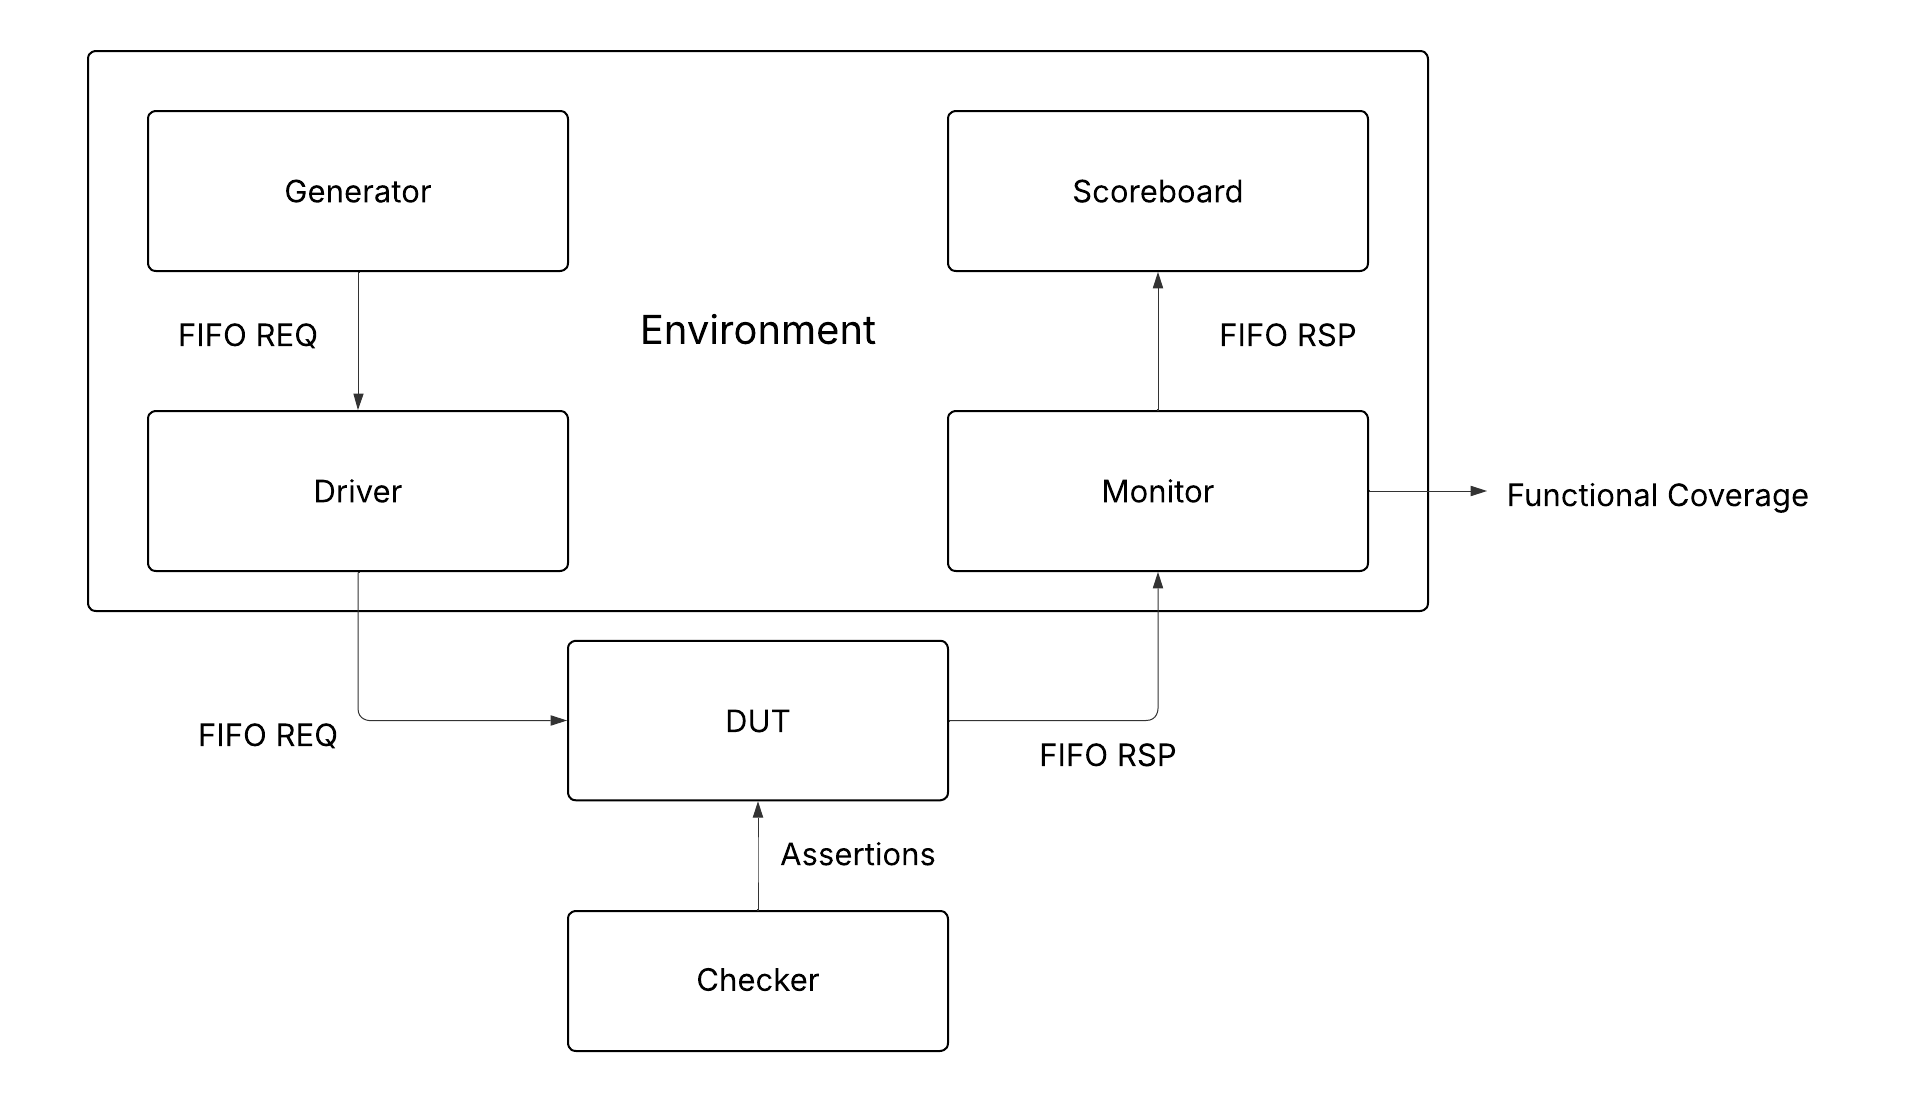 Generator
Scoreboard
FIFO REQ
Environment
FIFO RSP
Driver
Monitor
Functional Coverage
FIFO REQ
DUT
FIFO RSP
Assertions
Checker